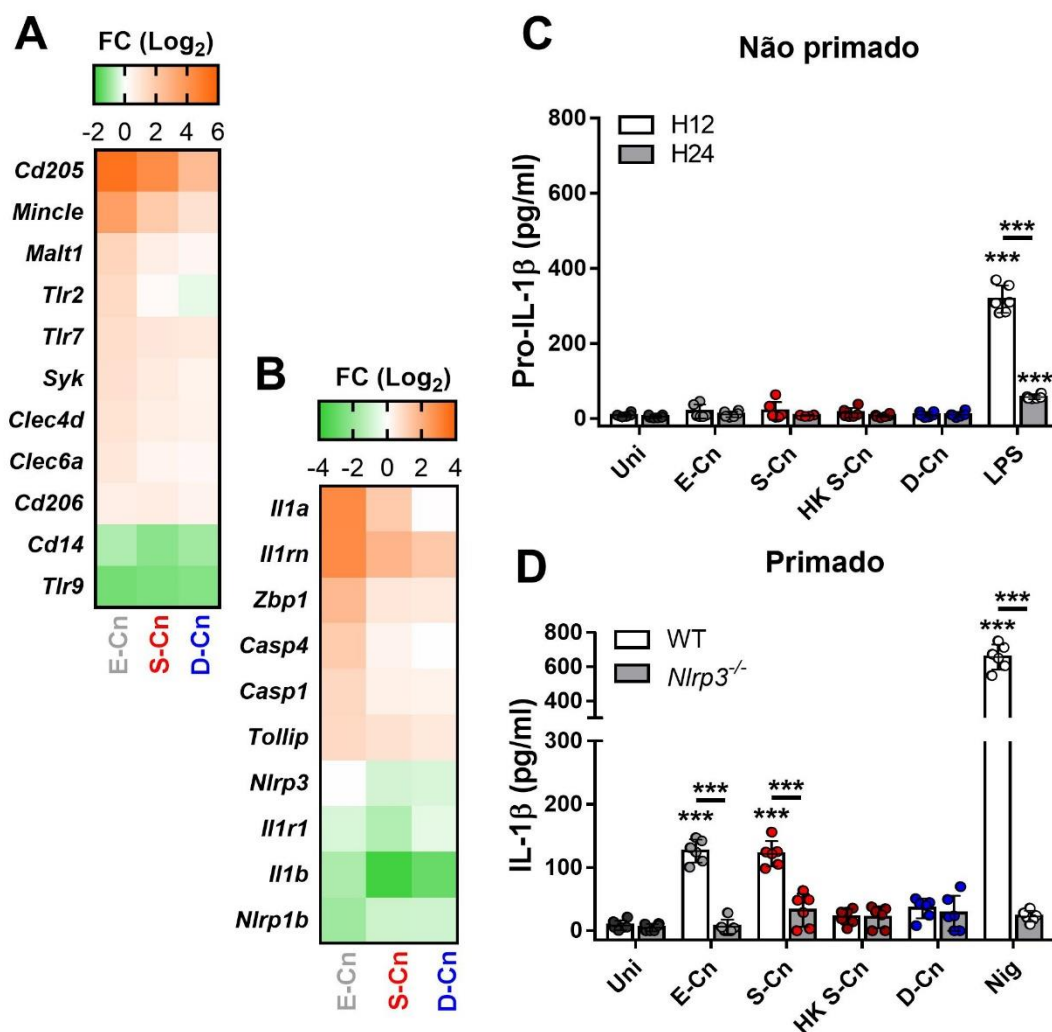 A
FC (Log₂)
-2 0 2 4 6
Cd205
Mincle
Malt1
Tlr2
Tlr7
Syk
Clec4d
Clec6a
Cd206
Cd14
Tlr9
E-Cn
S-Cn
D-Cn
B
FC (Log₂)
-4 -2 0 2 4
Il1a
Il1rn
Zbp1
Casp4
Casp1
Tollip
Nlrp3
Il1r1
Il1b
Nlrp1b
E-Cn
S-Cn
D-Cn
C
Não primado
H12
H24
Pro-IL-1β (pg/ml)
800
600
400
200
0
***
***
***
Uni
E-Cn
S-Cn
HK S-Cn
D-Cn
LPS
D
Primado
WT
Nlrp3-/-
IL-1β (pg/ml)
800
600
400
300
200
100
0
***
***
***
***
***
***
Uni
E-Cn
S-Cn
HK S-Cn
D-Cn
Nig